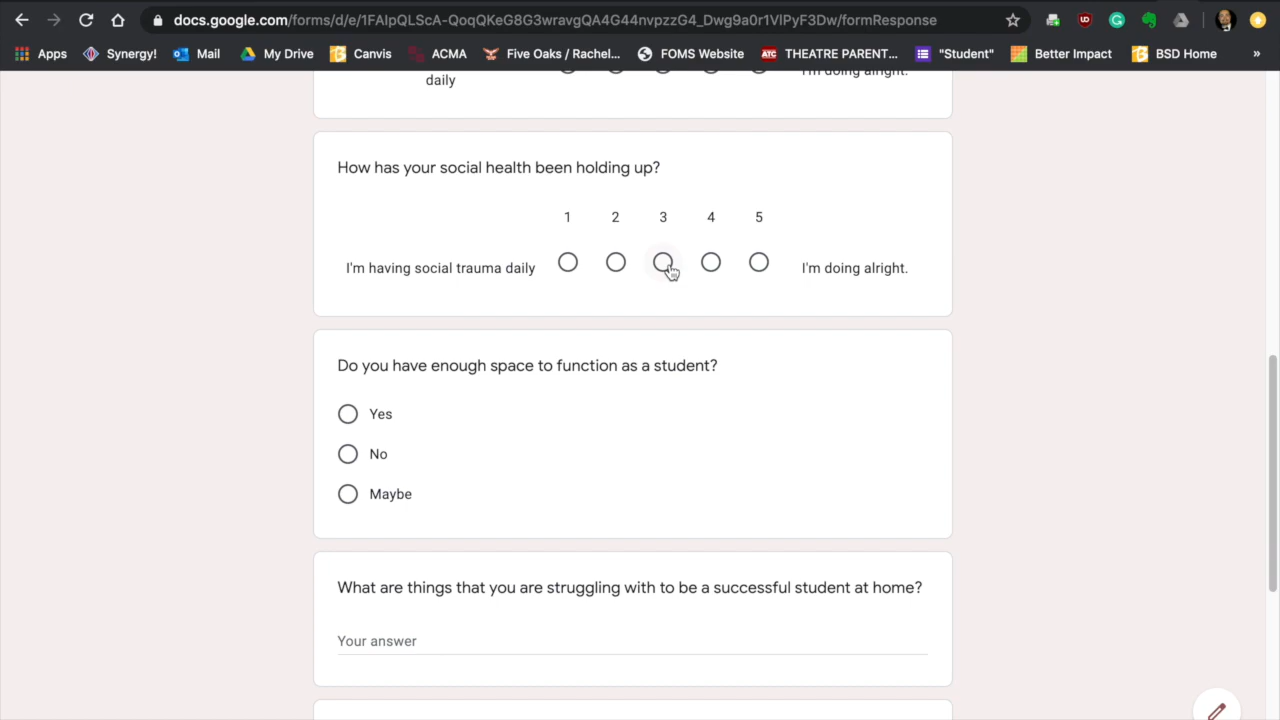 docs.google.com/forms/d/e/1FAIpQLScA-QoqQKeG8G3wravgQA4G44nvpzzG4_Dwg9a0r1VlPyF3Dw/formResponse
Apps Synergy! Mail My Drive Canvis ACMA Five Oaks / Rachel... FOMS Website ATC THEATRE PARENT... "Student" Better Impact BSD Home »
I'm doing alright.
daily
How has your social health been holding up?
1 2 3 4 5
I'm having social trauma daily I'm doing alright.
Do you have enough space to function as a student?
Yes
No
Maybe
What are things that you are struggling with to be a successful student at home?
Your answer